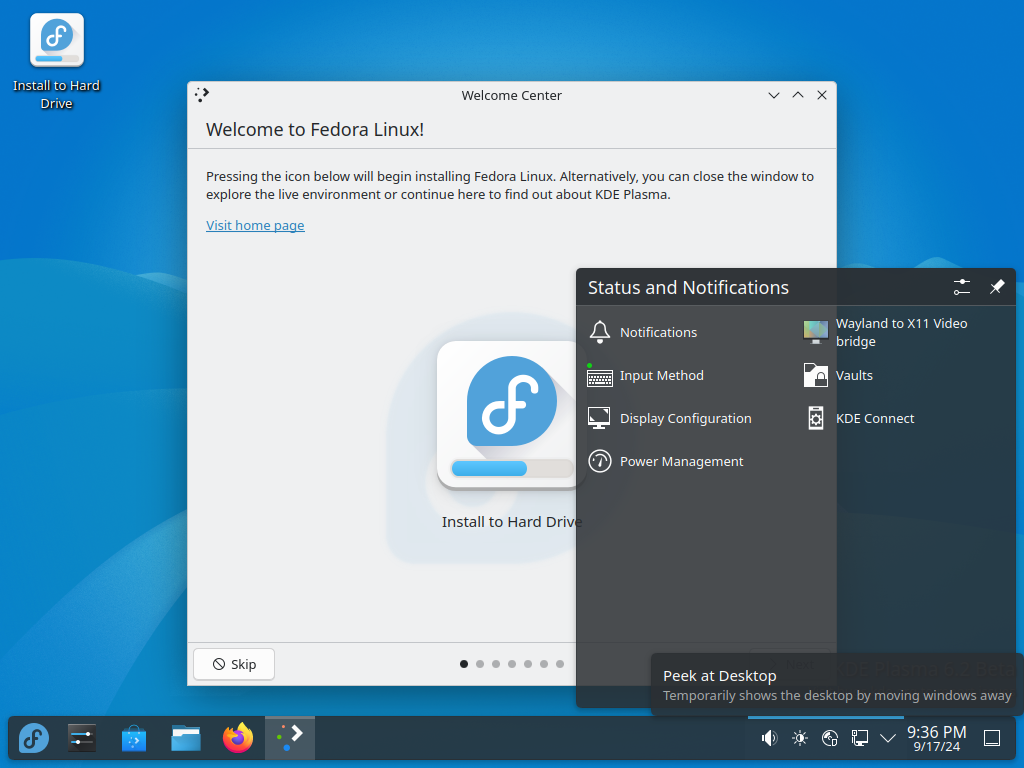 Install to Hard
Drive
Welcome Center
Welcome to Fedora Linux!
Pressing the icon below will begin installing Fedora Linux. Alternatively, you can close the window to
explore the live environment or continue here to find out about KDE Plasma.
Visit home page
Install to Hard Drive
Skip
Status and Notifications
Notifications
Wayland to X11 Video
bridge
Input Method
Vaults
Display Configuration
KDE Connect
Power Management
Peek at Desktop
Temporarily shows the desktop by moving windows away
9:36 PM
9/17/24